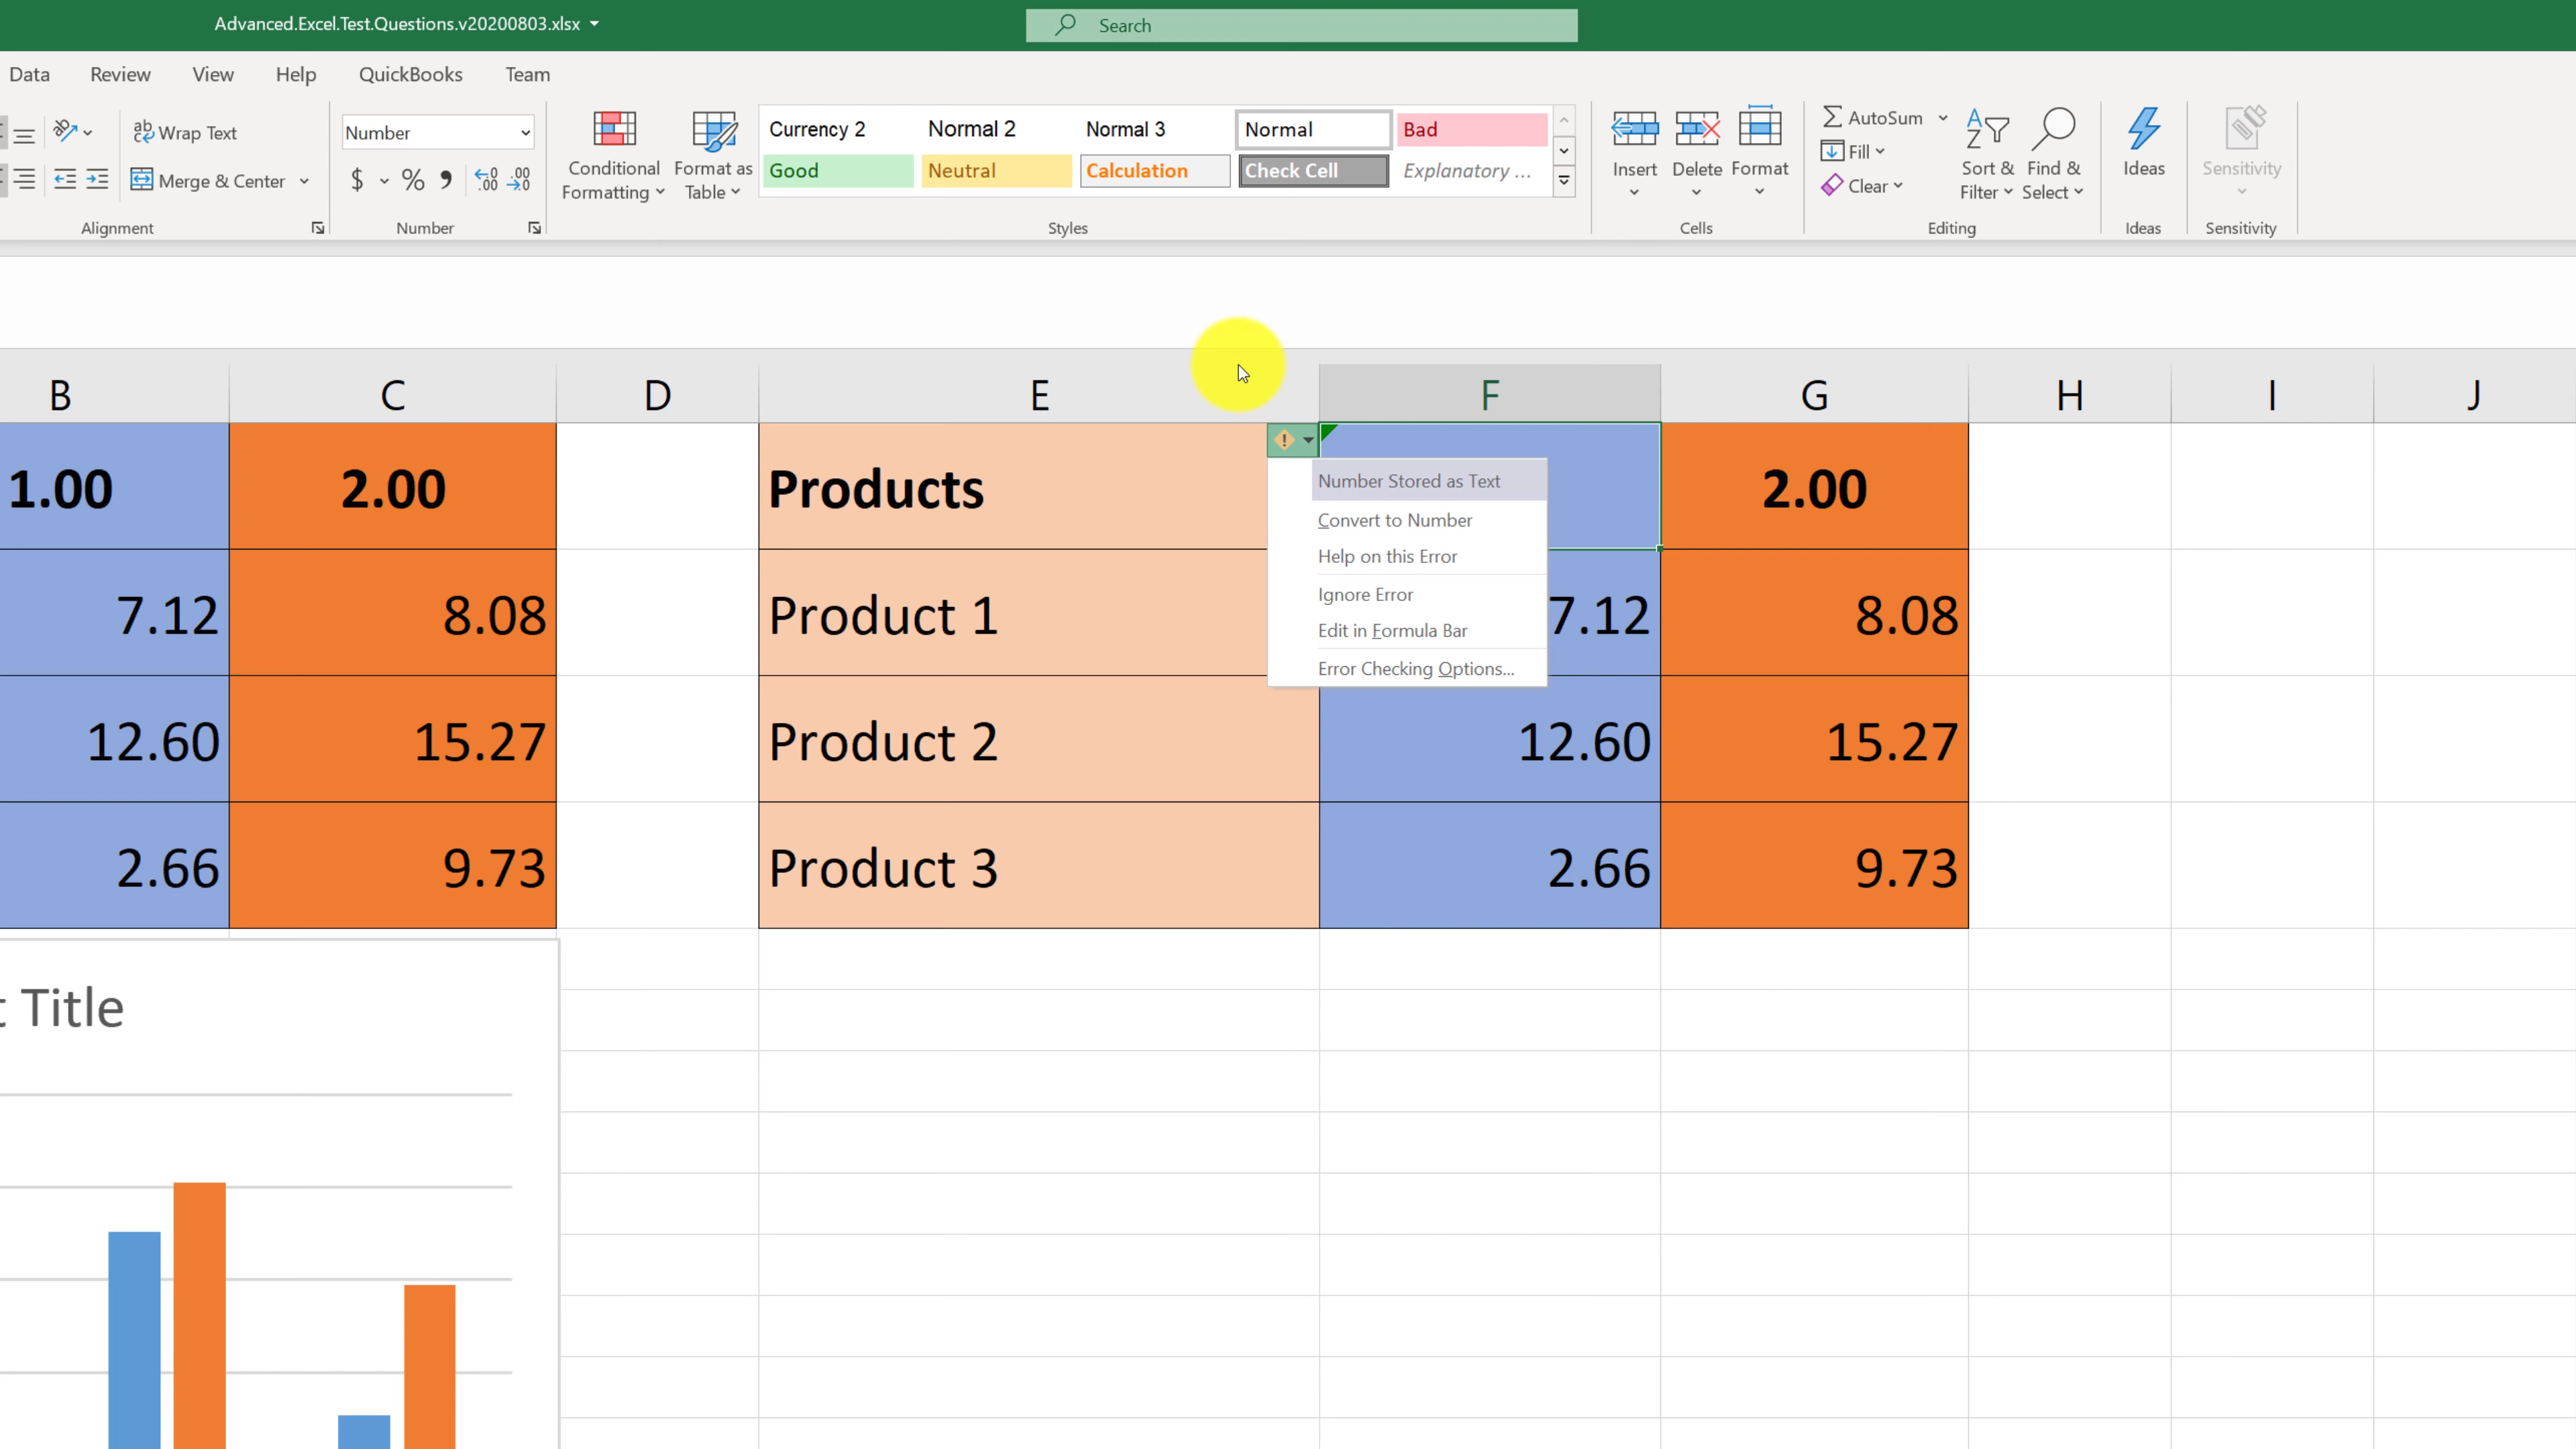 Advanced.Excel.Test.Questions.v20200803.xlsx
Search
Data Review View Help QuickBooks Team
Wrap Text
Merge & Center
Alignment
Number
$ % 9
Number
Conditional Formatting
Format as Table
Currency 2 Normal 2 Normal 3 Normal Bad
Good Neutral Calculation Check Cell Explanatory ...
Styles
Insert Delete Format
Cells
AutoSum
Fill
Clear
Sort & Filter
Find & Select
Editing
Ideas
Ideas
Sensitivity
Sensitivity
B C D E F G H I J
1.00 2.00 Products 2.00
Number Stored as Text
Convert to Number
Help on this Error
Ignore Error
Edit in Formula Bar
Error Checking Options...
7.12 8.08 Product 1 7.12 8.08
12.60 15.27 Product 2 12.60 15.27
2.66 9.73 Product 3 2.66 9.73
t Title